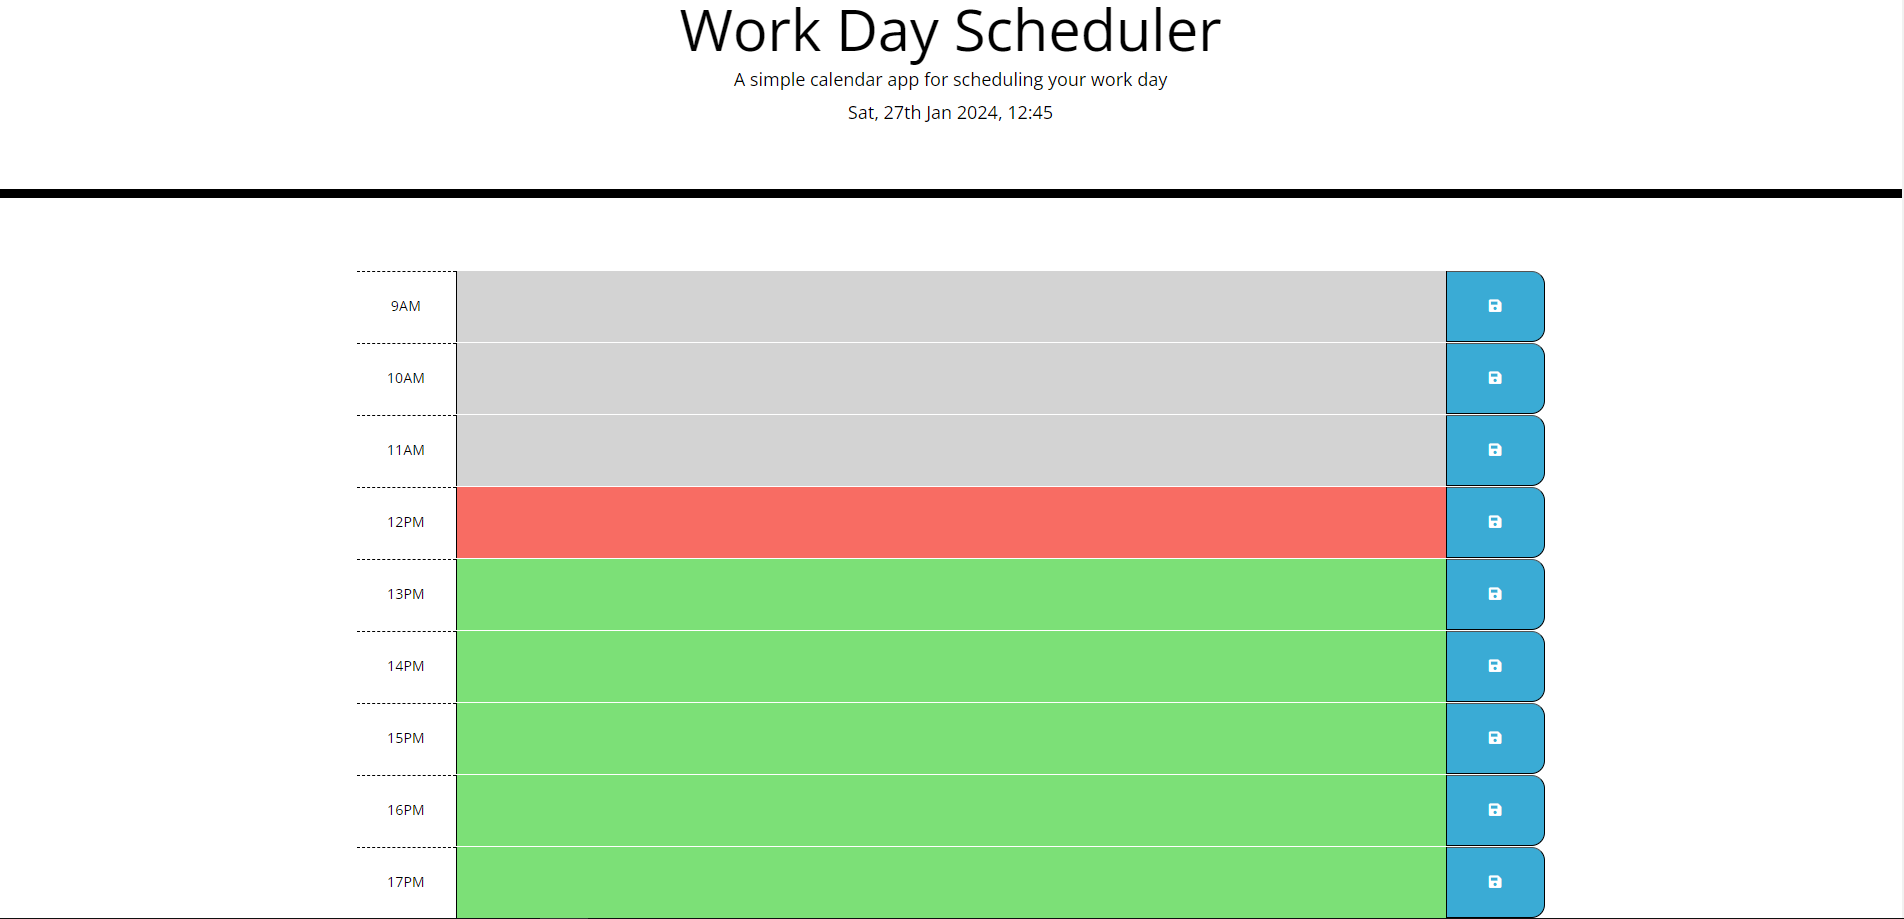 Work Day Scheduler
A simple calendar app for scheduling your work day
Sat, 27th Jan 2024, 12:45
9AM
10AM
11AM
12PM
13PM
14PM
15PM
16PM
17PM